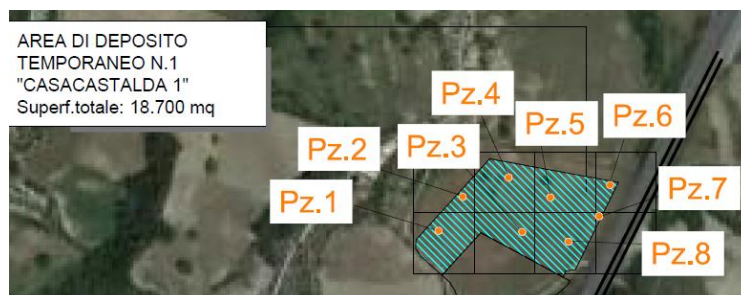 AREA DI DEPOSITO
TEMPORANEO N.1
"CASACASTALDA 1"
Superf.totale: 18.700 mq
Pz.4
Pz.5
Pz.6
Pz.2
Pz.3
Pz.1
Pz.7
Pz.8